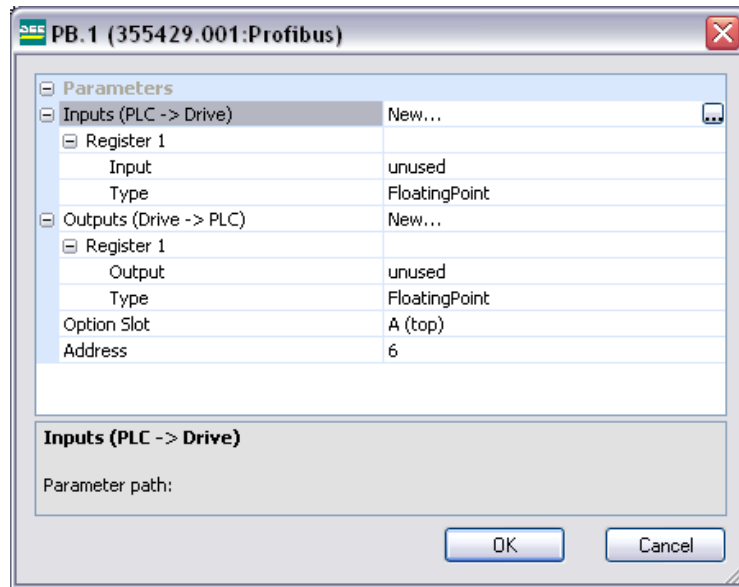 PB.1 (355429.001:Profibus)
Parameters
Inputs (PLC -> Drive) New... ...
Register 1
Input unused
Type FloatingPoint
Outputs (Drive -> PLC) New...
Register 1
Output unused
Type FloatingPoint
Option Slot A (top)
Address 6
Inputs (PLC -> Drive)
Parameter path:
OK Cancel